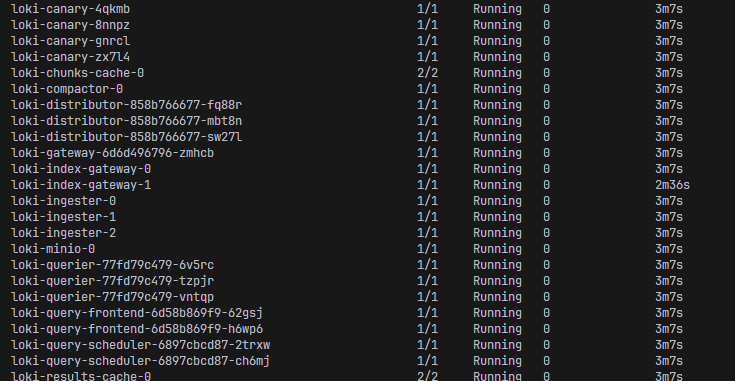 loki-canary-4qkmb 1/1 Running 0 3m7s
loki-canary-8nnpz 1/1 Running 0 3m7s
loki-canary-gnrcl 1/1 Running 0 3m7s
loki-canary-zx7l4 1/1 Running 0 3m7s
loki-chunks-cache-0 2/2 Running 0 3m7s
loki-compactor-0 1/1 Running 0 3m7s
loki-distributor-858b766677-fq88r 1/1 Running 0 3m7s
loki-distributor-858b766677-mbt8n 1/1 Running 0 3m7s
loki-distributor-858b766677-sw27l 1/1 Running 0 3m7s
loki-gateway-6d6d496796-zmhcb 1/1 Running 0 3m7s
loki-index-gateway-0 1/1 Running 0 3m7s
loki-index-gateway-1 1/1 Running 0 2m36s
loki-ingester-0 1/1 Running 0 3m7s
loki-ingester-1 1/1 Running 0 3m7s
loki-ingester-2 1/1 Running 0 3m7s
loki-minio-0 1/1 Running 0 3m7s
loki-querier-77fd79c479-6v5rc 1/1 Running 0 3m7s
loki-querier-77fd79c479-tzpjr 1/1 Running 0 3m7s
loki-querier-77fd79c479-vntqp 1/1 Running 0 3m7s
loki-query-frontend-6d58b869f9-62gsj 1/1 Running 0 3m7s
loki-query-frontend-6d58b869f9-h6wp6 1/1 Running 0 3m7s
loki-query-scheduler-6897cbcd87-2trxw 1/1 Running 0 3m7s
loki-query-scheduler-6897cbcd87-ch6mj 1/1 Running 0 3m7s
loki-results-cache-0 2/2 Running 0 3m7s